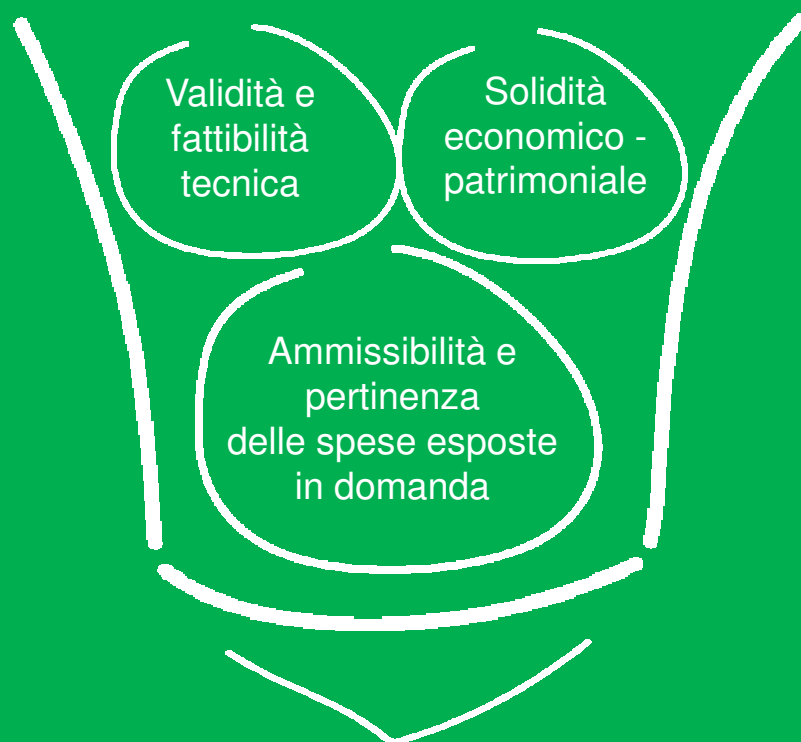 Validità e
fattibilità
tecnica
Solidità
economico -
patrimoniale
Ammissibilità e
pertinenza
delle spese esposte
in domanda